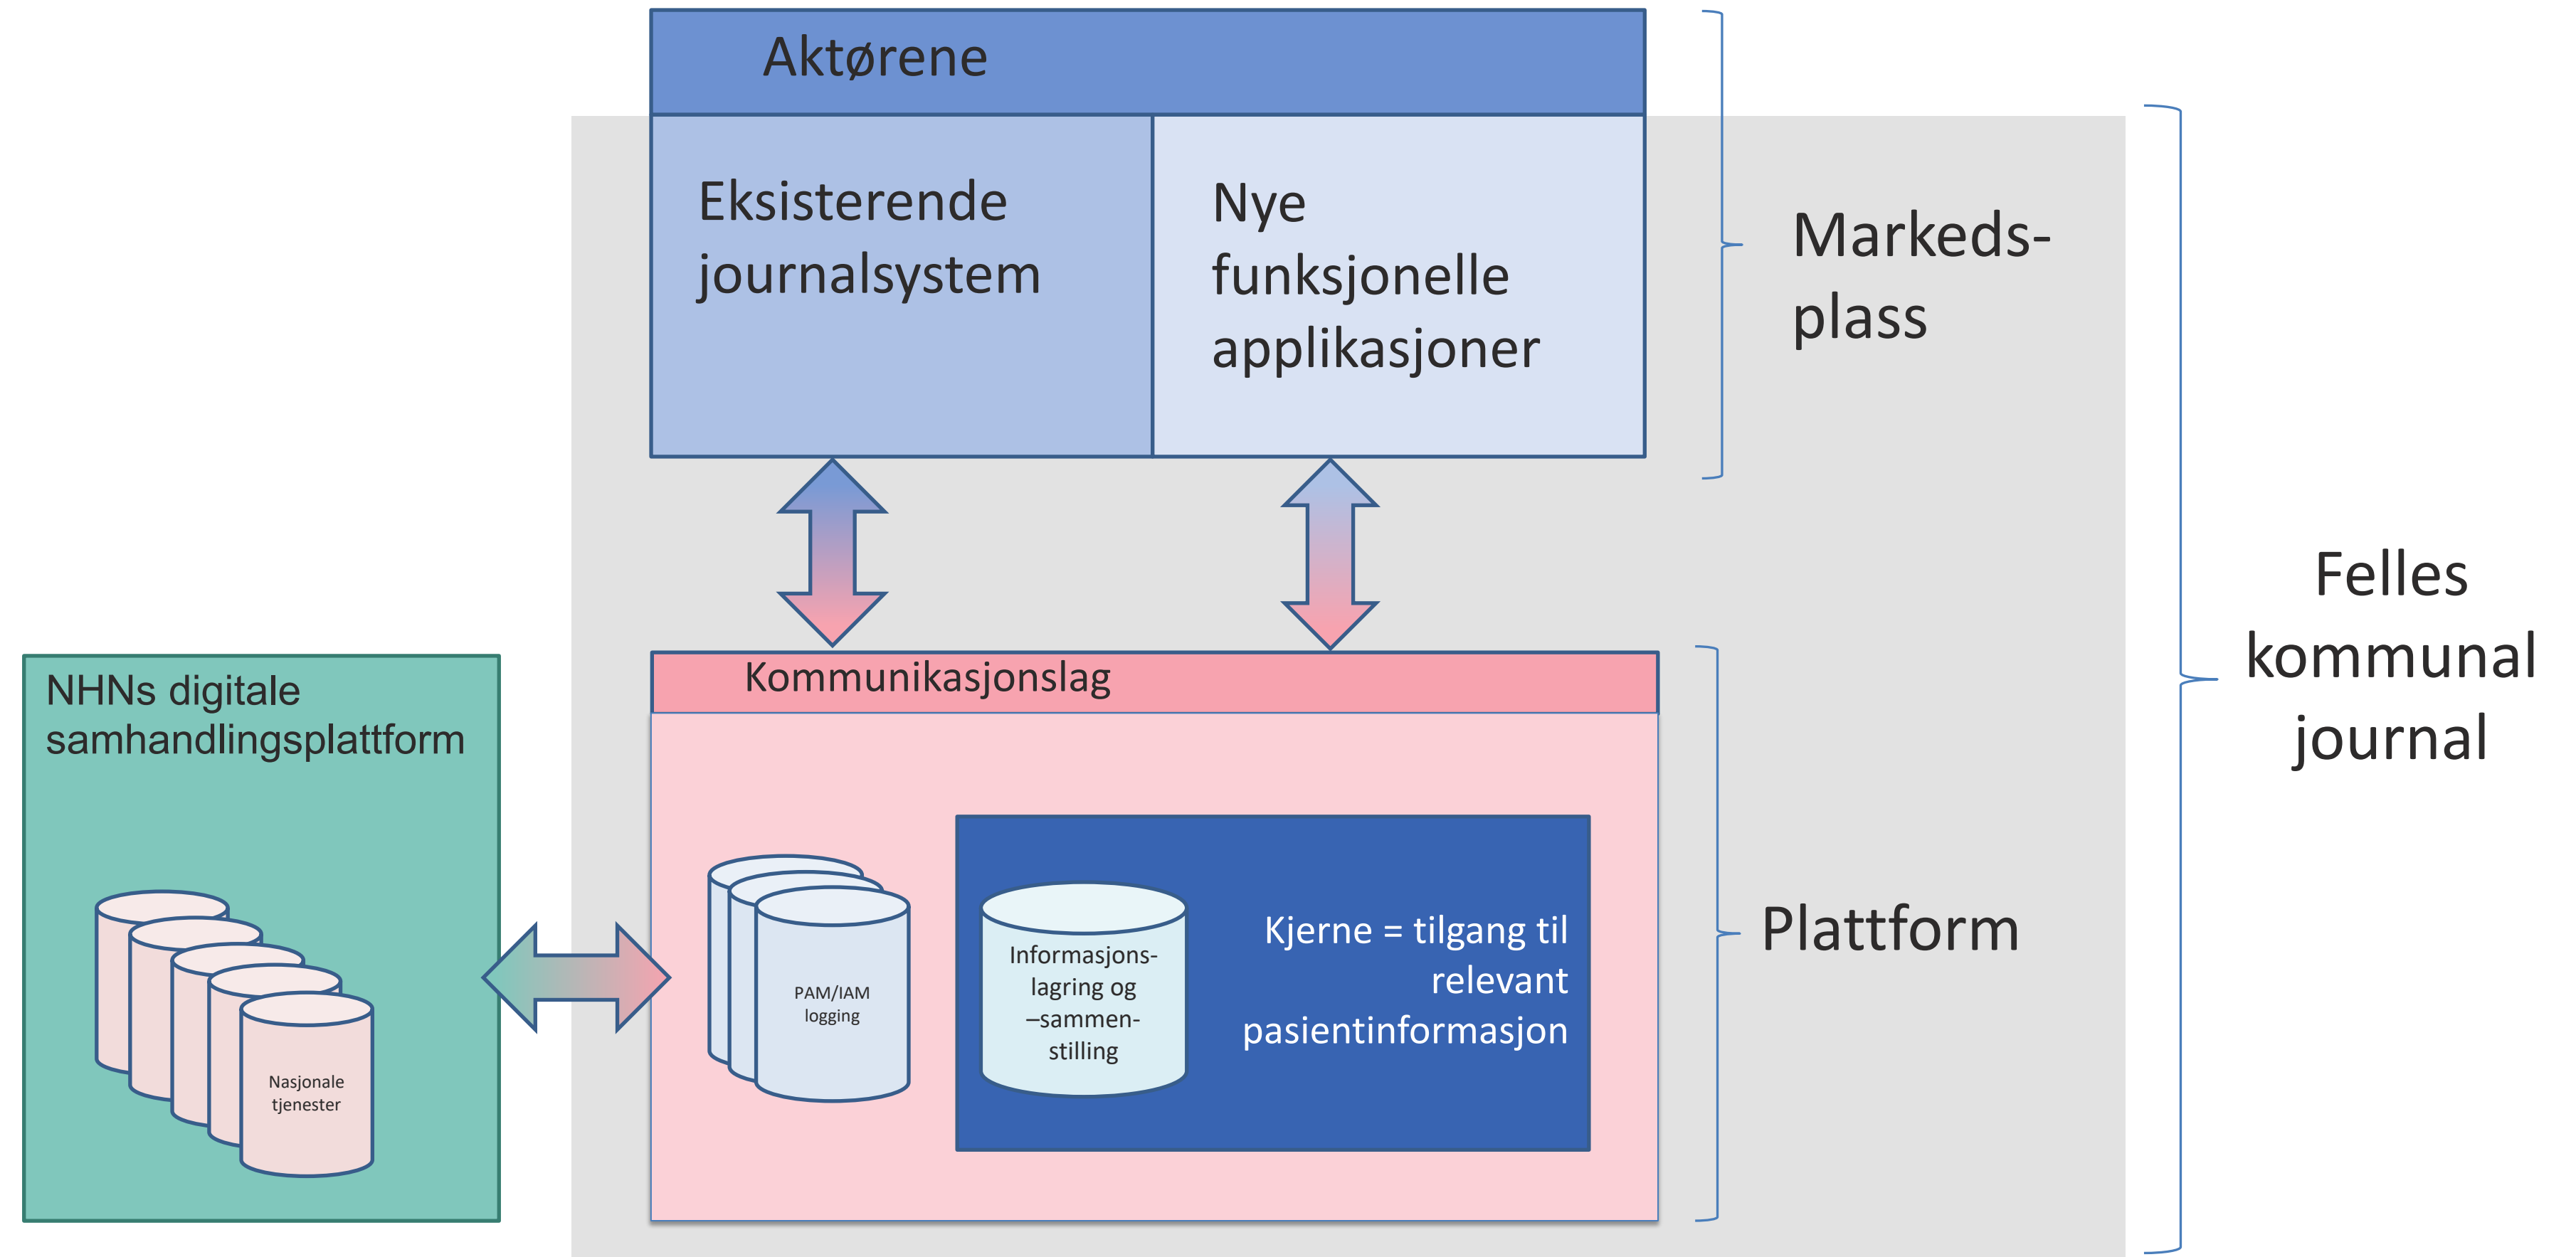 Aktørene
Eksisterende
journalsystem
Nye
funksjonelle
applikasjoner
Markeds-
plass
Felles
kommunal
journal
NHNs digitale
samhandlingsplattform
Nasjonale
tjenester
Kommunikasjonslag
PAM/IAM
logging
Informasjons-
lagring og
–sammen-
stilling
Kjerne = tilgang til
relevant
pasientinformasjon
Plattform